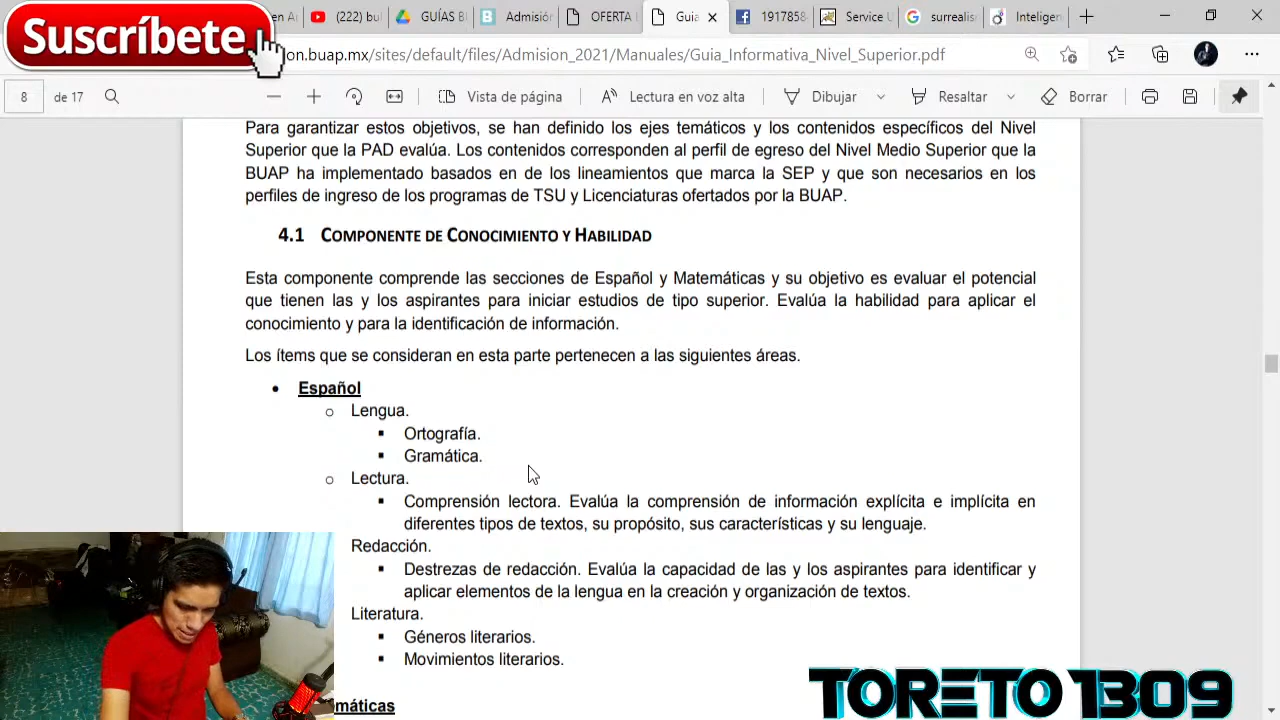 Suscríbete
en A
(222) bu
GUÍAS B
Admisió
OFERTA
Guia
1917858
Service U
surrealis
Inteligen
on.buap.mx/sites/default/files/Admision_2021/Manuales/Guia_Informativa_Nivel_Superior.pdf
8 de 17
Vista de página
Lectura en voz alta
Dibujar
Resaltar
Borrar
Para garantizar estos objetivos, se han definido los ejes temáticos y los contenidos específicos del Nivel
Superior que la PAD evalúa. Los contenidos corresponden al perfil de egreso del Nivel Medio Superior que la
BUAP ha implementado basados en de los lineamientos que marca la SEP y que son necesarios en los
perfiles de ingreso de los programas de TSU y Licenciaturas ofertados por la BUAP.
4.1 COMPONENTE DE CONOCIMIENTO Y HABILIDAD
Esta componente comprende las secciones de Español y Matemáticas y su objetivo es evaluar el potencial
que tienen las y los aspirantes para iniciar estudios de tipo superior. Evalúa la habilidad para aplicar el
conocimiento y para la identificación de información.
Los ítems que se consideran en esta parte pertenecen a las siguientes áreas.
• Español
o Lengua.
▪ Ortografía.
▪ Gramática.
o Lectura.
▪ Comprensión lectora. Evalúa la comprensión de información explícita e implícita en
diferentes tipos de textos, su propósito, sus características y su lenguaje.
Redacción.
▪ Destrezas de redacción. Evalúa la capacidad de las y los aspirantes para identificar y
aplicar elementos de la lengua en la creación y organización de textos.
Literatura.
▪ Géneros literarios.
▪ Movimientos literarios.
máticas
TORETO 1309